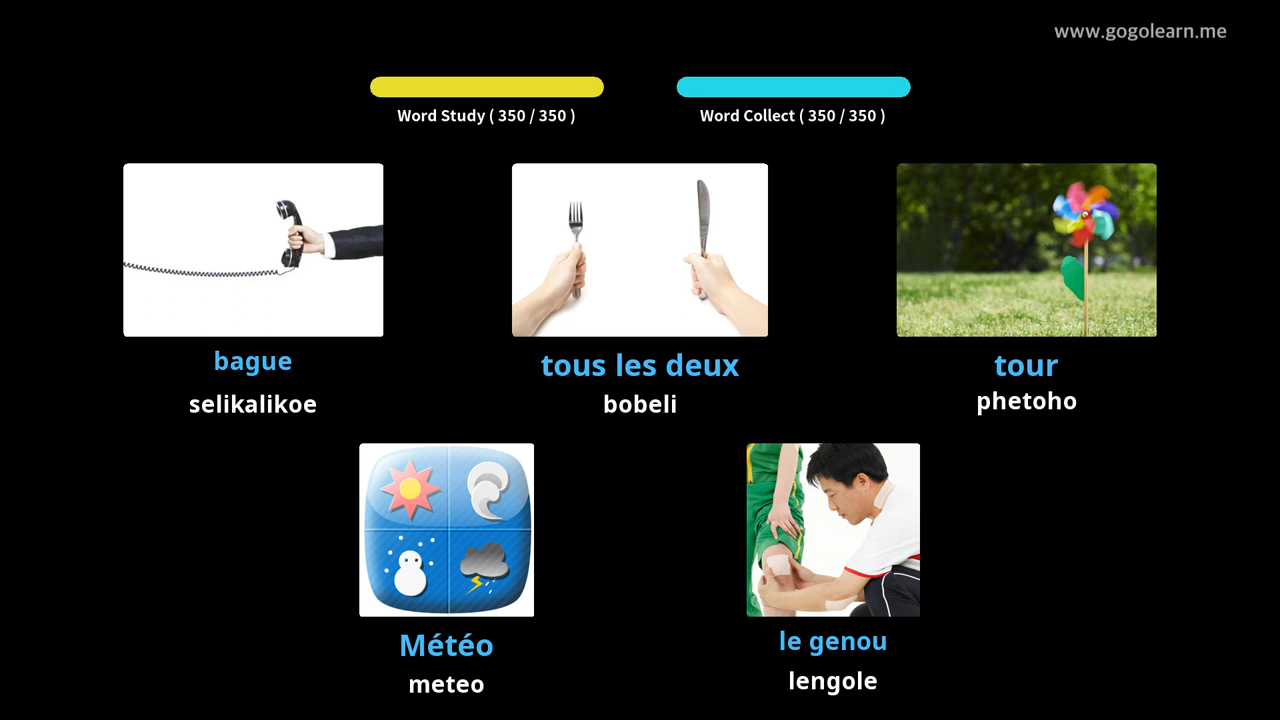 www.gogolearn.me
Word Study ( 350 / 350 )
Word Collect ( 350 / 350 )
bague
tous les deux
tour
selikalikoe
bobeli
phetoho
Météo
le genou
meteo
lengole